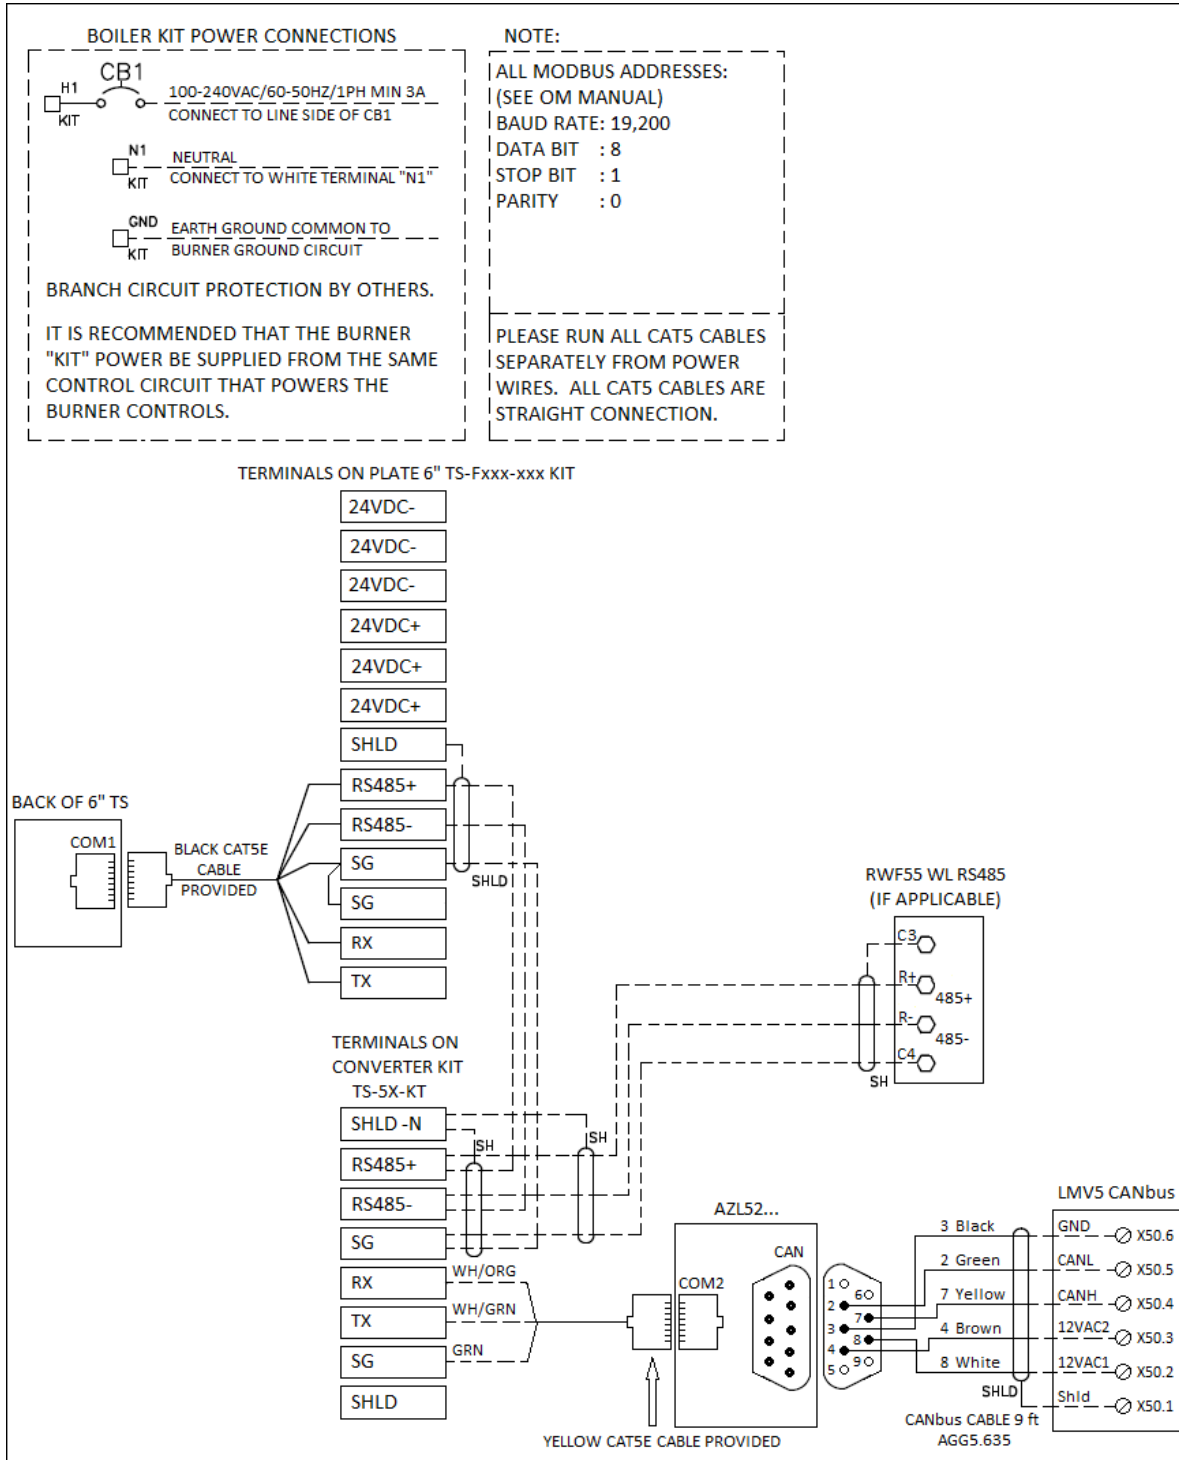 BOILER KIT POWER CONNECTIONS
CB1
H1
KIT
100-240VAC/60-50HZ/1PH MIN 3A
CONNECT TO LINE SIDE OF CB1
N1
KIT
NEUTRAL
CONNECT TO WHITE TERMINAL "N1"
GND
KIT
EARTH GROUND COMMON TO
BURNER GROUND CIRCUIT
BRANCH CIRCUIT PROTECTION BY OTHERS.
IT IS RECOMMENDED THAT THE BURNER
"KIT" POWER BE SUPPLIED FROM THE SAME
CONTROL CIRCUIT THAT POWERS THE
BURNER CONTROLS.
NOTE:
ALL MODBUS ADDRESSES:
(SEE OM MANUAL)
BAUD RATE: 19,200
DATA BIT : 8
STOP BIT : 1
PARITY : 0
PLEASE RUN ALL CAT5 CABLES
SEPARATELY FROM POWER
WIRES. ALL CAT5 CABLES ARE
STRAIGHT CONNECTION.
TERMINALS ON PLATE 6" TS-Fxxx-xxx KIT
24VDC-
24VDC-
24VDC-
24VDC+
24VDC+
24VDC+
SHLD
RS485+
RS485-
SG
SG
RX
TX
SHLD
BACK OF 6" TS
COM1
BLACK CAT5E
CABLE
PROVIDED
RWF55 WL RS485
(IF APPLICABLE)
C3
R+
485+
R-
485-
C4
SH
TERMINALS ON
CONVERTER KIT
TS-5X-KT
SHLD -N
RS485+
RS485-
SG
RX
TX
SG
SHLD
SH
SH
WH/ORG
WH/GRN
GRN
YELLOW CAT5E CABLE PROVIDED
AZL52...
COM2
CAN
1
6
2
7
3
8
4
9
5
3 Black
2 Green
7 Yellow
4 Brown
8 White
SHLD
CANbus CABLE 9 ft
AGG5.635
LMV5 CANbus
GND
X50.6
CANL
X50.5
CANH
X50.4
12VAC2
X50.3
12VAC1
X50.2
Shld
X50.1